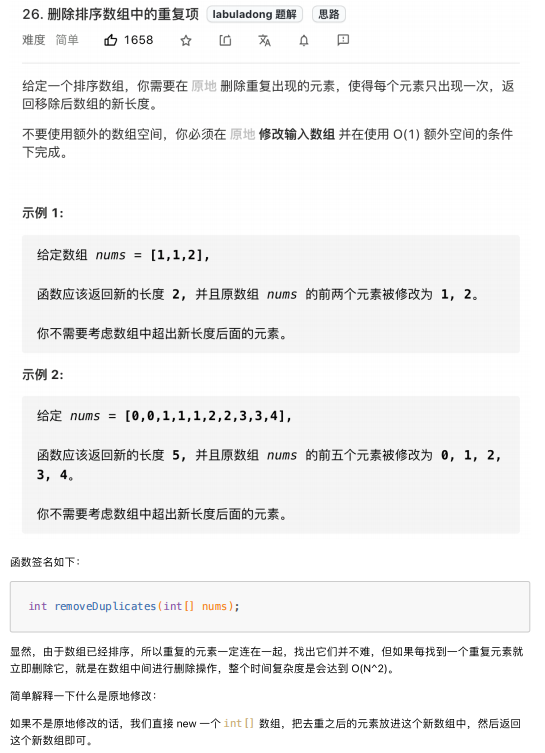 26. 删除排序数组中的重复项 labuladong 题解 思路
难度 简单 1658
给定一个排序数组，你需要在 原地 删除重复出现的元素，使得每个元素只出现一次，返
回移除后数组的新长度。
不要使用额外的数组空间，你必须在 原地 修改输入数组 并在使用 O(1) 额外空间的条件
下完成。
示例 1:
给定数组 nums = [1,1,2],
函数应该返回新的长度 2, 并且原数组 nums 的前两个元素被修改为 1, 2。
你不需要考虑数组中超出新长度后面的元素。
示例 2:
给定 nums = [0,0,1,1,1,2,2,3,3,4],
函数应该返回新的长度 5, 并且原数组 nums 的前五个元素被修改为 0, 1, 2,
3, 4。
你不需要考虑数组中超出新长度后面的元素。
函数签名如下：
int removeDuplicates(int[] nums);
显然，由于数组已经排序，所以重复的元素一定连在一起，找出它们并不难，但如果每找到一个重复元素就
立即删除它，就是在数组中间进行删除操作，整个时间复杂度是会达到 O(N^2)。
简单解释一下什么是原地修改：
如果不是原地修改的话，我们直接 new 一个 int[] 数组，把去重之后的元素放进这个新数组中，然后返回
这个新数组即可。